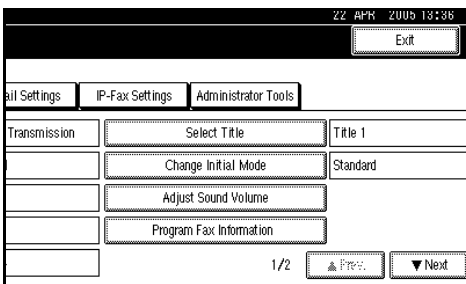 22 APR 2005 13:36
Exit
ail Settings IP-Fax Settings Administrator Tools
Transmission Select Title Title 1
Change Initial Mode Standard
Adjust Sound Volume
Program Fax Information
1/2 ▲ Prev. ▼ Next